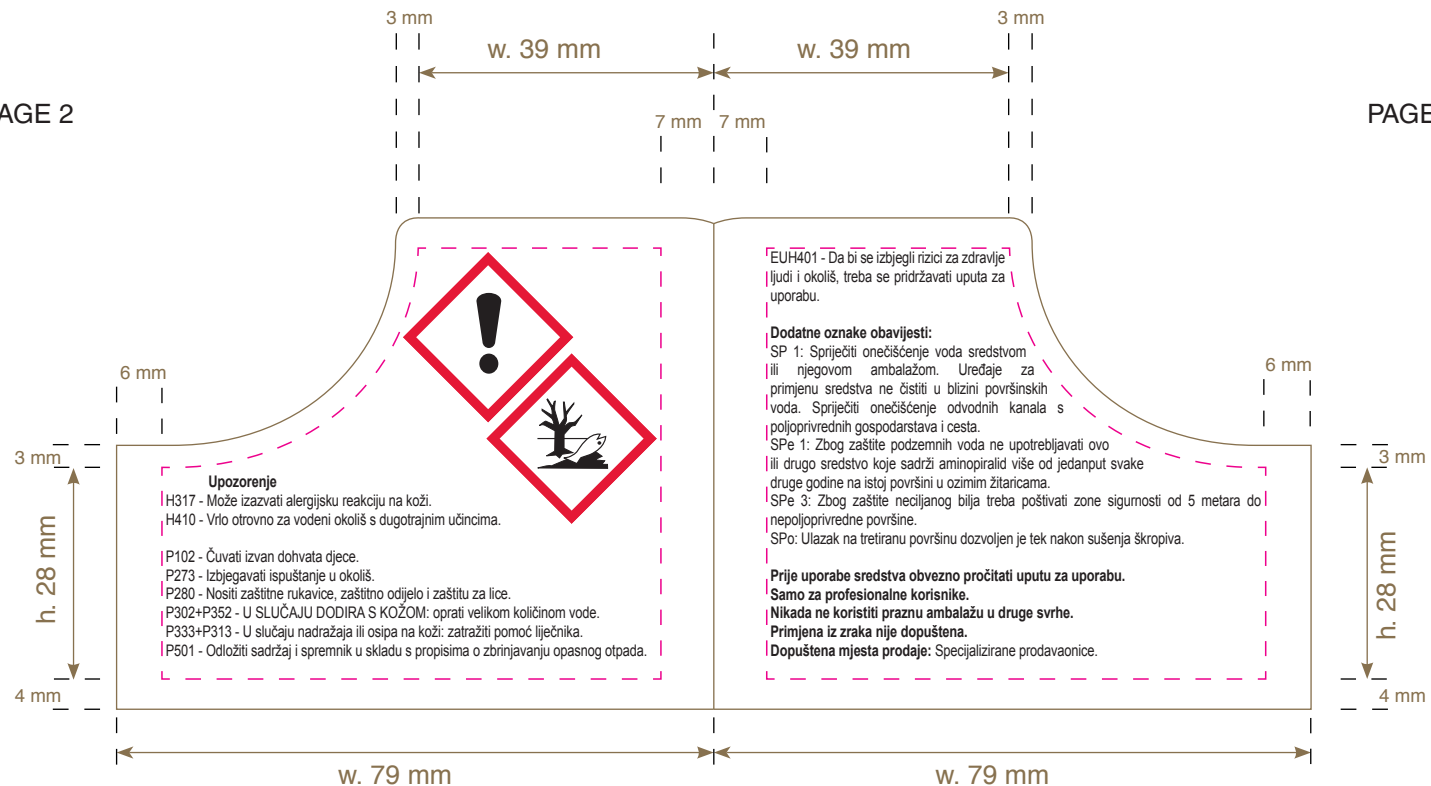 3 mm
3 mm
w. 39 mm
w. 39 mm
AGE 2
PAGE
7 mm
7 mm
6 mm
6 mm
3 mm
h. 28 mm
4 mm
Upozorenje
H317 - Može izazvati alergijsku reakciju na koži.
H410 - Vrlo otrovno za vodeni okoliš s dugotrajnim učincima.
P102 - Čuvati izvan dohvata djece.
P273 - Izbjegavati ispuštanje u okoliš.
P280 - Nositi zaštitne rukavice, zaštitno odijelo i zaštitu za lice.
P302+P352 - U SLUČAJU DODIRA S KOŽOM: oprati velikom količinom vode.
P333+P313 - U slučaju nadražaja ili osipa na koži: zatražiti pomoć liječnika.
P501 - Odložiti sadržaj i spremnik u skladu s propisima o zbrinjavanju opasnog otpada.
EUH401 - Da bi se izbjegli rizici za zdravlje
ljudi i okoliš, treba se pridržavati uputa za
uporabu.
Dodatne oznake obavijesti:
SP 1: Spriječiti onečišćenje voda sredstvom
ili njegovom ambalažom. Uređaje za
primjenu sredstva ne čistiti u blizini površinskih
voda. Spriječiti onečišćenje odvodnih kanala s
poljoprivrednih gospodarstava i cesta.
SPe 1: Zbog zaštite podzemnih voda ne upotrebljavati ovo
ili drugo sredstvo koje sadrži aminopiralid više od jedanput svake
druge godine na istoj površini u ozimim žitaricama.
SPe 3: Zbog zaštite neciljanog bilja treba poštivati zone sigurnosti od 5 metara do
nepoljoprivredne površine.
SPo: Ulazak na tretiranu površinu dozvoljen je tek nakon sušenja škropiva.
Prije uporabe sredstva obvezno pročitati uputu za uporabu.
Samo za profesionalne korisnike.
Nikada ne koristiti praznu ambalažu u druge svrhe.
Primjena iz zraka nije dopuštena.
Dopuštena mjesta prodaje: Specijalizirane prodavaonice.
3 mm
h. 28 mm
4 mm
w. 79 mm
w. 79 mm